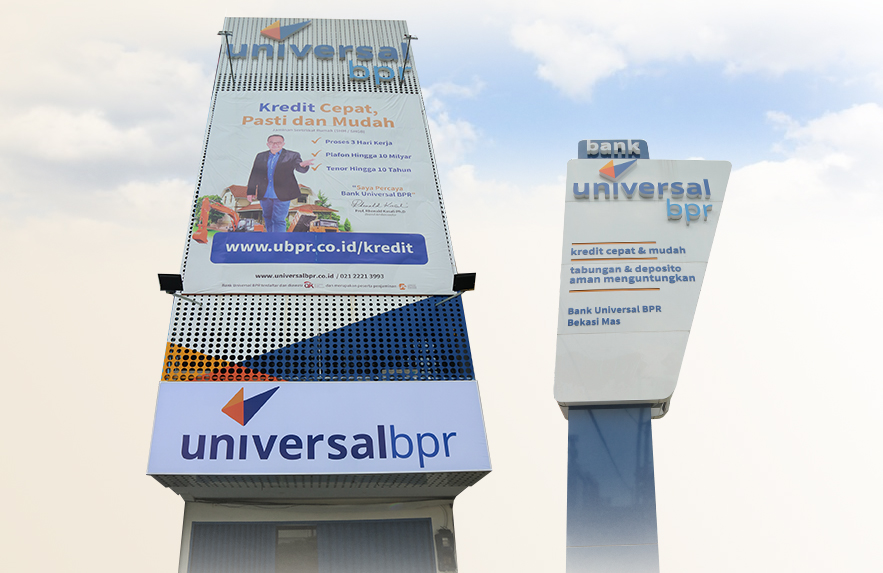 universal
bpr
Kredit Cepat,
Pasti dan Mudah
Proses 3 Hari Kerja
Plafon Hingga 10 Milyar
Tenor Hingga 10 Tahun
"Saya Percaya
Bank Universal BPR"
www.ubpr.co.id/kredit
www.universalbpr.co.id / 021 2221 3993
universalbpr
bank
universal
bpr
kredit cepat & mudah
tabungan & deposito
aman menguntungkan
Bank Universal BPR
Bekasi Mas